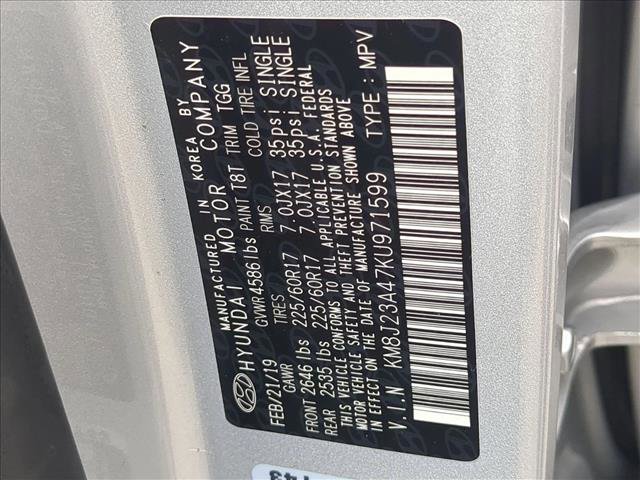 MANUFACTURED IN KOREA BY
HYUNDAI MOTOR COMPANY
FEB/21/19 GVWR 4586 lbs PAINT T8T TRIM TGG
GAWR TIRES RIMS COLD TIRE INFL
FRONT 2646 lbs 225/60R17 7.0JX17 35psi SINGLE
REAR 2555 lbs 225/60R17 7.0JX17 35psi SINGLE
THIS VEHICLE CONFORMS TO ALL APPLICABLE U.S.A. FEDERAL
MOTOR VEHICLE SAFETY AND THEFT PREVENTION STANDARDS
IN EFFECT ON THE DATE OF MANUFACTURE SHOWN ABOVE
V.I.N KM8J23A47KU971599 TYPE: MPV